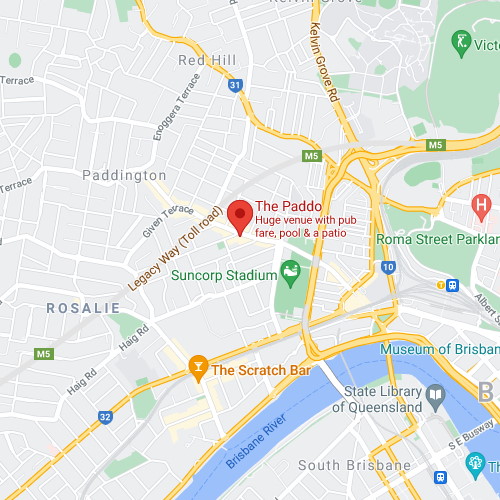 Kelvin Grove
Red Hill
Victo
Kelvin Grove Rd
31
Enoggera Terrace
M5
M5
Paddington
Terrace
Given Terrace
Legacy Way (Toll road)
The Paddo
Huge venue with pub
fare, pool & a patio
H
Roma Street Parkland
Suncorp Stadium
10
T
ROSALIE
Albert S
Haig Rd
M5
Museum of Brisban
The Scratch Bar
Haig Rd
State Library
of Queensland
B
32
Brisbane River
S E Busway
South Brisbane
Th